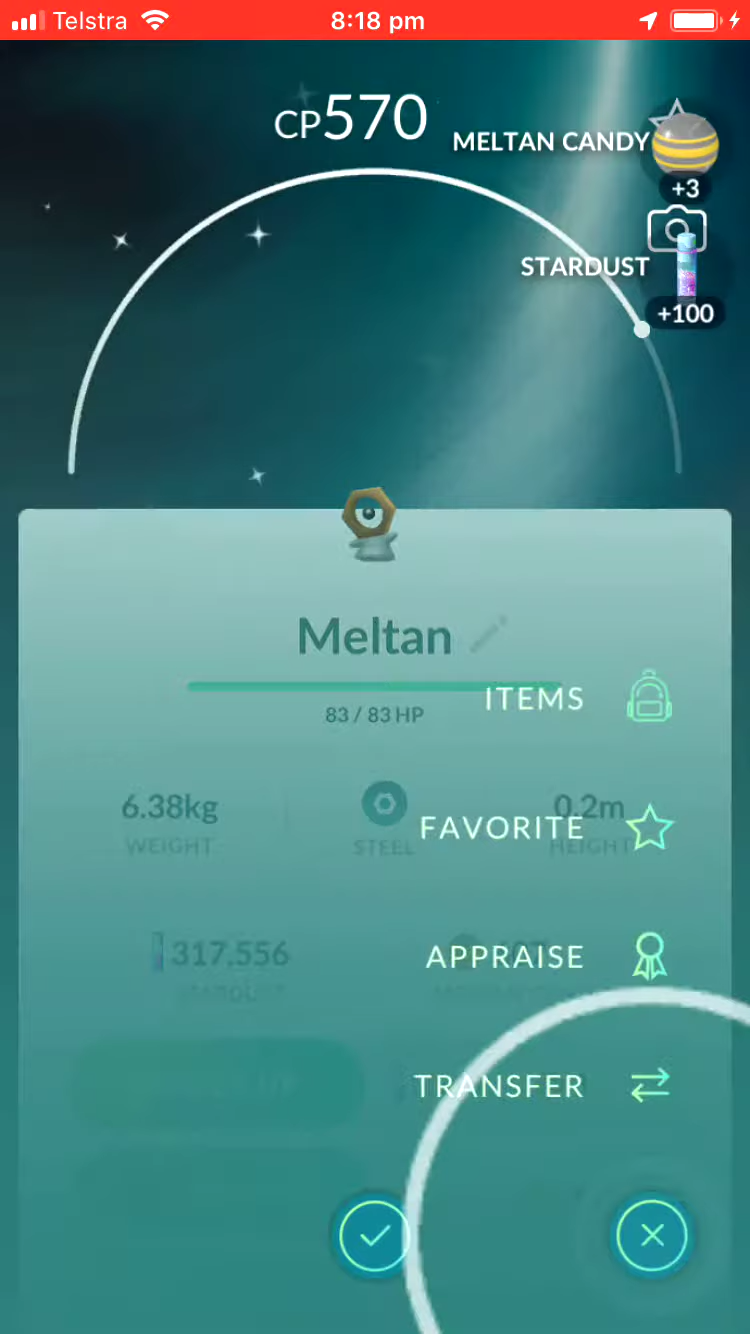 Telstra 8:18 pm
CP570
MELTAN CANDY
+3
STARDUST
+100
Meltan
ITEMS
83 / 83 HP
6.38kg
0.2m
FAVORITE
WEIGHT
STEEL
HEIGHT
317,556
APPRAISE
STARDUST
TRANSFER